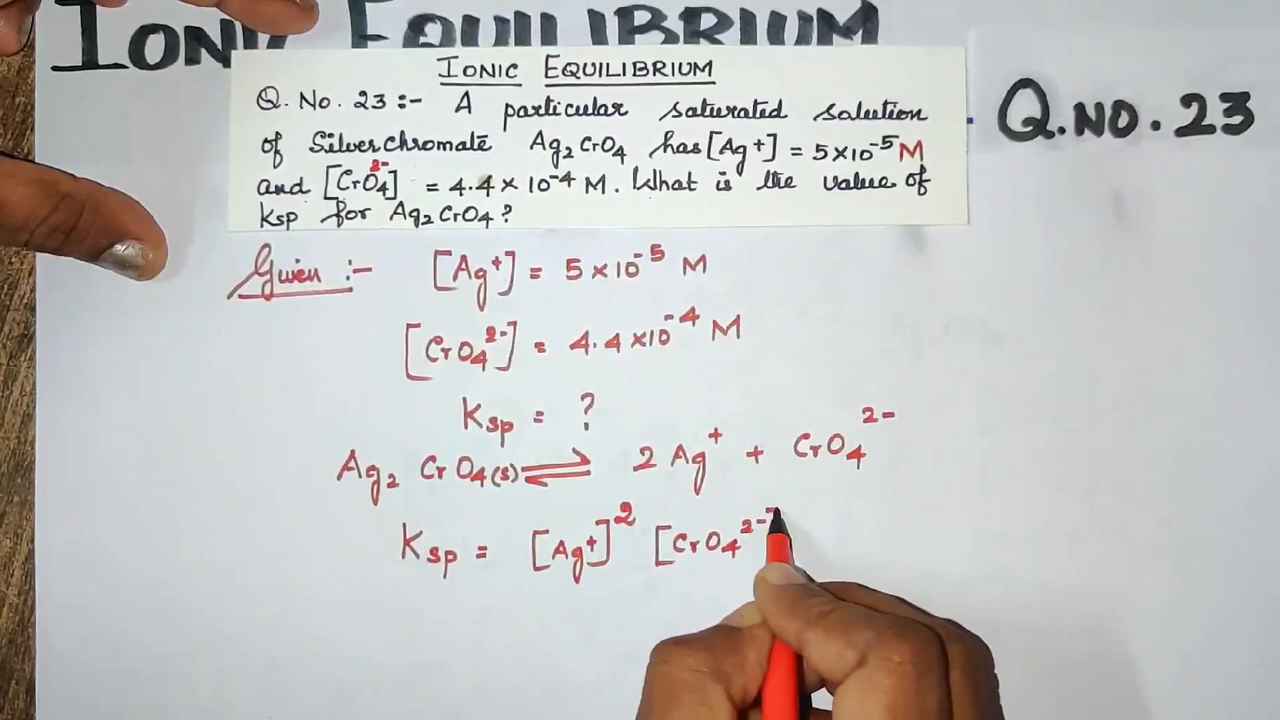 IONIC EQUILIBRIUM
IONIC EQUILIBRIUM
Q. No. 23 :- A particular saturated solution
of Silverchromate Ag₂CrO₄ has [Ag+] = 5×10⁻⁵ M
and [CrO₄²⁻] = 4.4 × 10⁻⁴ M. What is the value of
Ksp for Ag₂CrO₄?
- Q.NO.23
Given :- [Ag⁺] = 5×10⁻⁵ M
[CrO₄²⁻] = 4.4×10⁻⁴ M
Ksp = ?
Ag₂ CrO₄(s) ⇌ 2 Ag⁺ + CrO₄²⁻
Ksp = [Ag⁺]² [CrO₄²⁻]